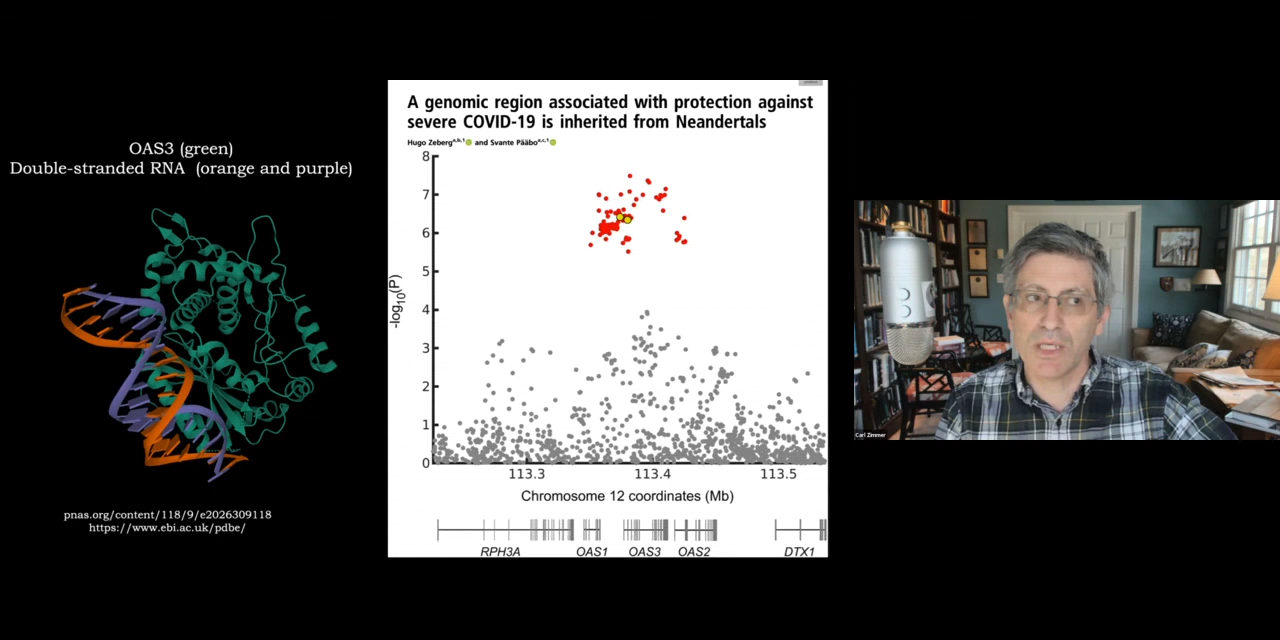 OAS3 (green)
Double-stranded RNA (orange and purple)
pnas.org/content/118/9/e2026309118
https://www.ebi.ac.uk/pdbe/
A genomic region associated with protection against
severe COVID-19 is inherited from Neandertals
Hugo Zeberg a,b,1 and Svante Pääbo a,c,1
8
7
6
5
4
3
2
1
0
-log10(P)
113.3 113.4 113.5
Chromosome 12 coordinates (Mb)
RPH3A OAS1 OAS3 OAS2 DTX1
Carl Zimmer